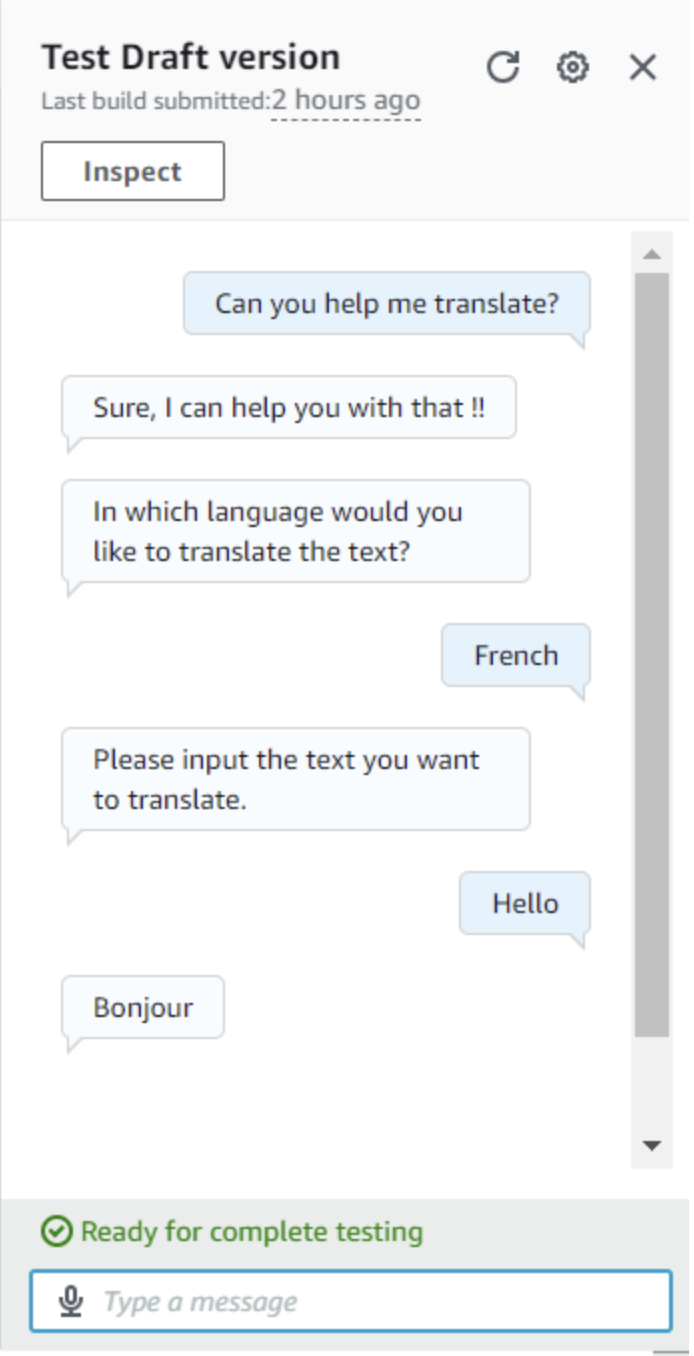 Test Draft version
Last build submitted:2 hours ago
Inspect
Can you help me translate?
Sure, I can help you with that !!
In which language would you
like to translate the text?
French
Please input the text you want
to translate.
Hello
Bonjour
Ready for complete testing
Type a message